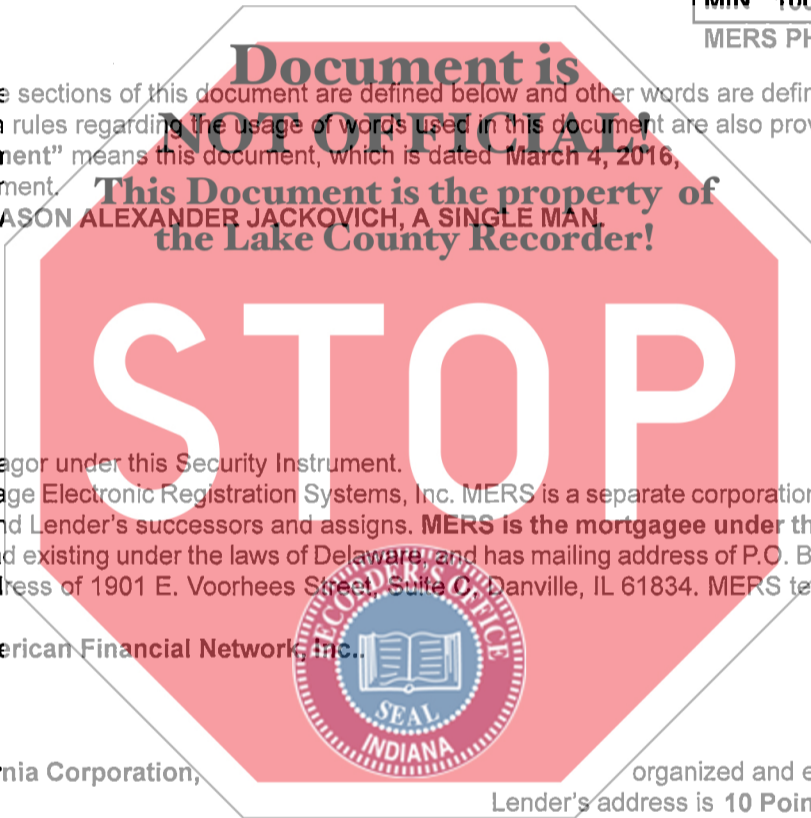 MIN 100
MERS PH
Document is
e sections of this document are defined below and other words are defin
n rules regarding the usage of words used in this document are also prov
NOT OFFICIAL!
ment” means this document, which is dated March 4, 2016,
ment.
This Document is the property of
ASON ALEXANDER JACKOVICH, A SINGLE MAN.
the Lake County Recorder!
STOP
agor under this Security Instrument.
age Electronic Registration Systems, Inc. MERS is a separate corporation
nd Lender’s successors and assigns. MERS is the mortgagee under th
d existing under the laws of Delaware, and has mailing address of P.O. B
ress of 1901 E. Voorhees Street, Suite C, Danville, IL 61834. MERS te
RECORDER'S OFFICE
erican Financial Network, Inc..
SEAL
INDIANA
nia Corporation,
organized and e
Lender’s address is 10 Poin